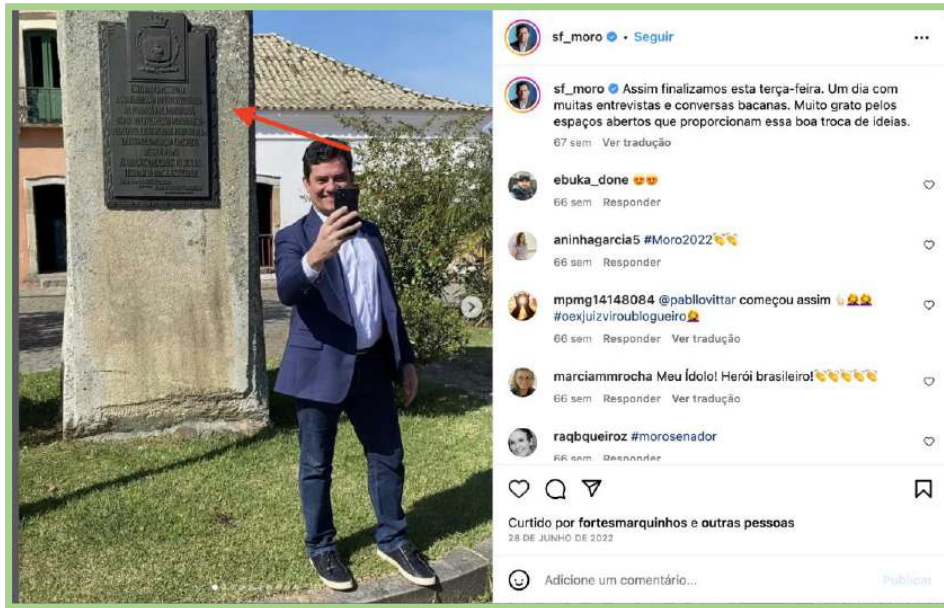 sf_moro • Seguir
sf_moro Assim finalizamos esta terça-feira. Um dia com
muitas entrevistas e conversas bacanas. Muito grato pelos
espaços abertos que proporcionam essa boa troca de ideias.
67 sem Ver tradução
ebuka_done 😍😍
66 sem Responder
aninhagarcia5 #Moro2022👏👏
66 sem Responder
mpmg14148084 @pabllovittar começou assim
#oexjuizviroublogueiro
66 sem Responder Ver tradução
marciammrocha Meu Ídolo! Herói brasileiro!👏👏👏👏👏
66 sem Responder Ver tradução
raqbqueiroz #morosenador
66 sem Responder
Curtido por fortesmarquinhos e outras pessoas
28 DE JUNHO DE 2022
Adicione um comentário...
Publicar